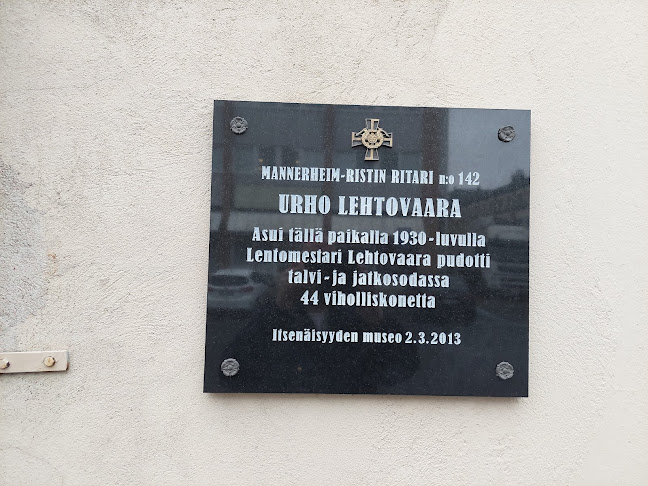 MANNERHEIM-RISTIN RITARI n:o 142
URHO LEHTOVAARA
Asui tällä paikalla 1930-luvulla
Lentomestari Lehtovaara pudotti
talvi- ja jatkosodassa
44 viholliskonetta
Itsenäisyyden museo 2.3.2013